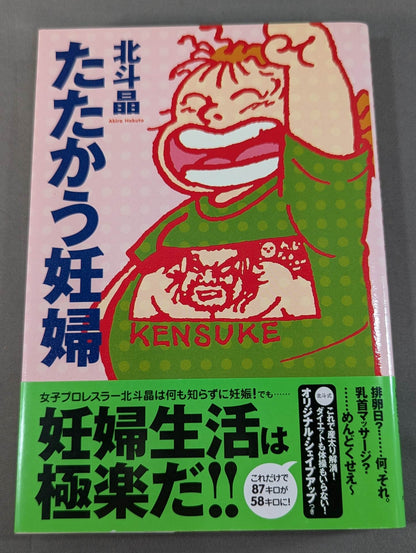 北斗晶
Akira Hokuto
たたかう妊婦
KENSUKE
女子プロレスラー北斗晶は何も知らずに妊娠!でも……
妊婦生活は
極楽だ!!
これだけで
87キロが
58キロに!
排卵日?……何、それ。
乳首マッサージ?
……めんどくせえ〜
北斗式
これで産太り解消!
ダイエットも体操もいらない!
オリジナル・シェイプアップつき